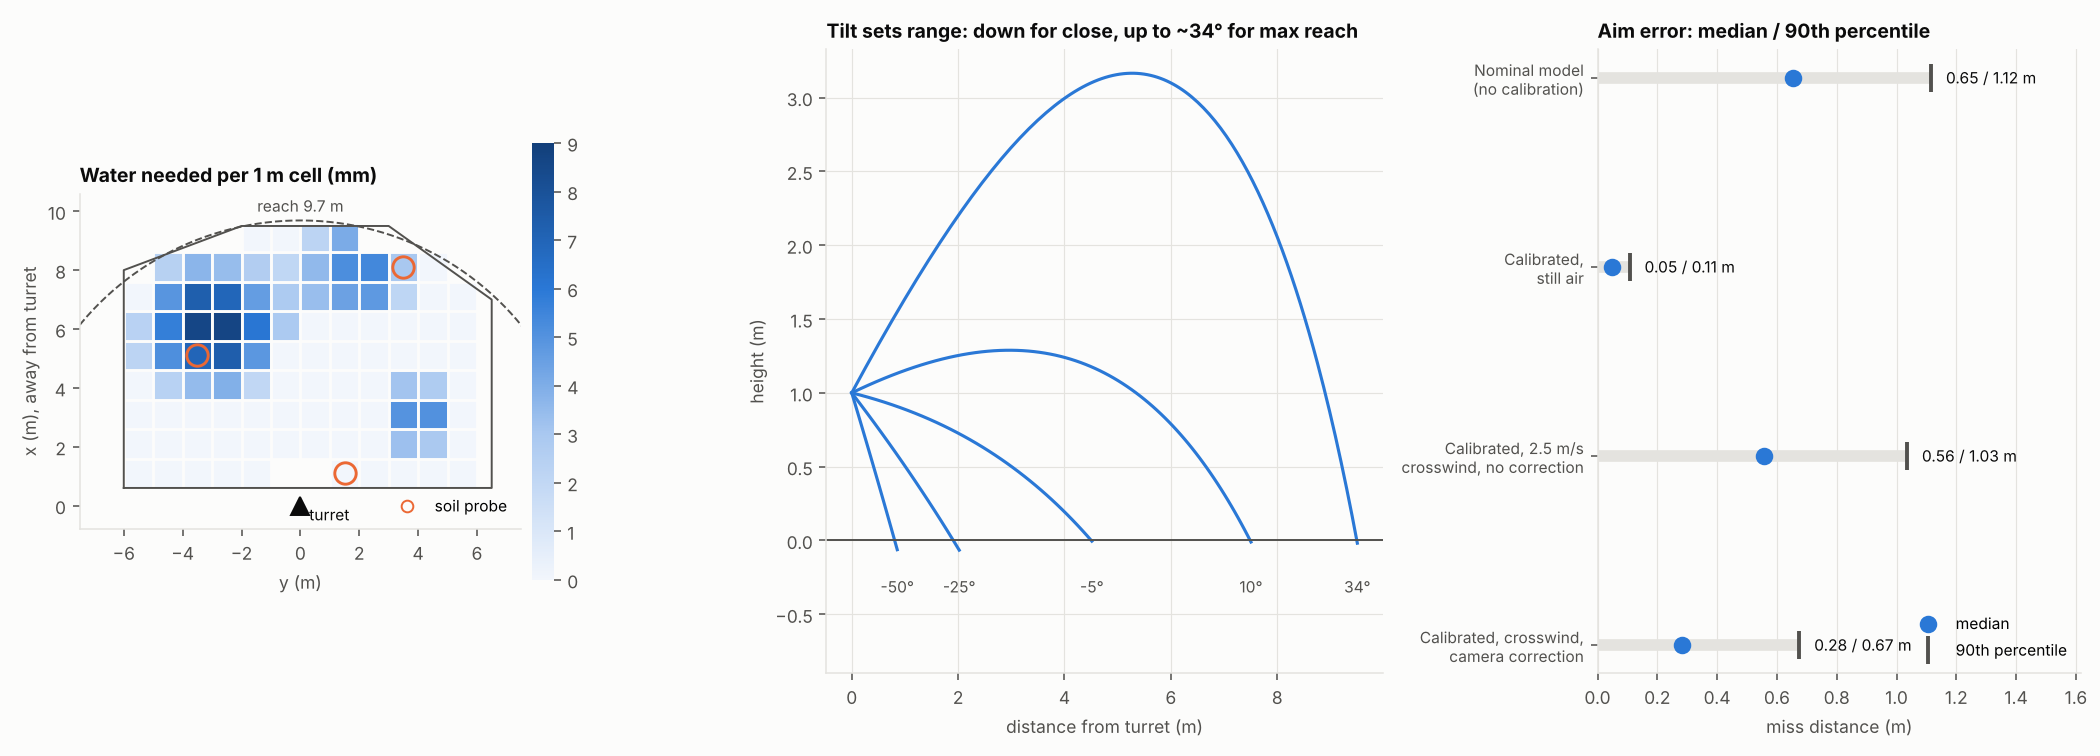 Water needed per 1 m cell (mm)
reach 9.7 m
10
8
6
4
2
0
x (m), away from turret
turret
soil probe
−6
−4
−2
0
2
4
6
y (m)
9
8
7
6
5
4
3
2
1
0
Tilt sets range: down for close, up to ~34° for max reach
3.0
2.5
2.0
1.5
1.0
0.5
0.0
−0.5
height (m)
-50°
-25°
-5°
10°
34°
0
2
4
6
8
distance from turret (m)
Aim error: median / 90th percentile
Nominal model
(no calibration)
0.65 / 1.12 m
Calibrated,
still air
0.05 / 0.11 m
Calibrated, 2.5 m/s
crosswind, no correction
0.56 / 1.03 m
Calibrated, crosswind,
camera correction
0.28 / 0.67 m
median
90th percentile
0.0
0.2
0.4
0.6
0.8
1.0
1.2
1.4
1.6
miss distance (m)